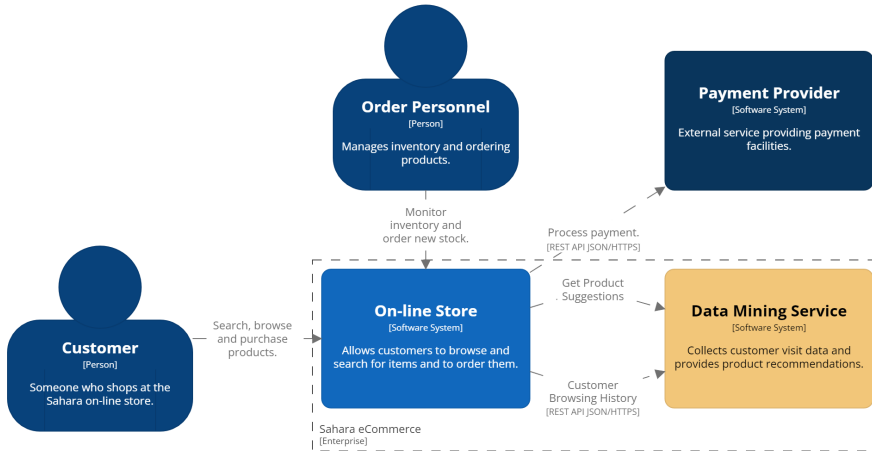 Order Personnel
[Person]
Manages inventory and ordering
products.
Payment Provider
[Software System]
External service providing payment
facilities.
Monitor
inventory and
order new stock.
Process payment.
[REST API JSON/HTTPS]
Customer
[Person]
Someone who shops at the
Sahara on-line store.
Search, browse
and purchase
products.
On-line Store
[Software System]
Allows customers to browse and
search for items and to order them.
Get Product
Suggestions
Customer
Browsing History
[REST API JSON/HTTPS]
Data Mining Service
[Software System]
Collects customer visit data and
provides product recommendations.
Sahara eCommerce
[Enterprise]